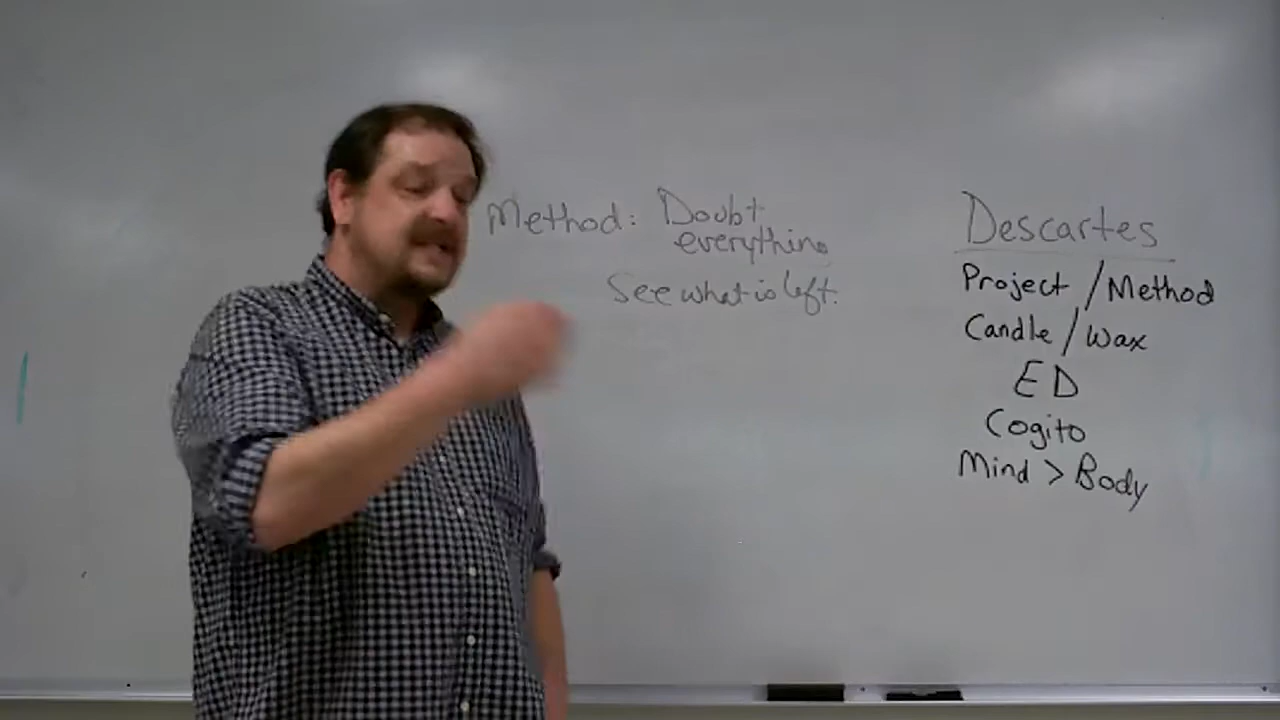 Method: Doubt
everything
See what is left.
Descartes
Project / Method
Candle / Wax
ED
Cogito
Mind > Body